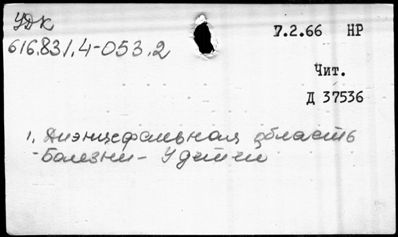 УДК
616.831.4-053.2
7.2.66 НР
Чит.
Д 37536
1. Диэнцефальная область
-Болезни- У детей